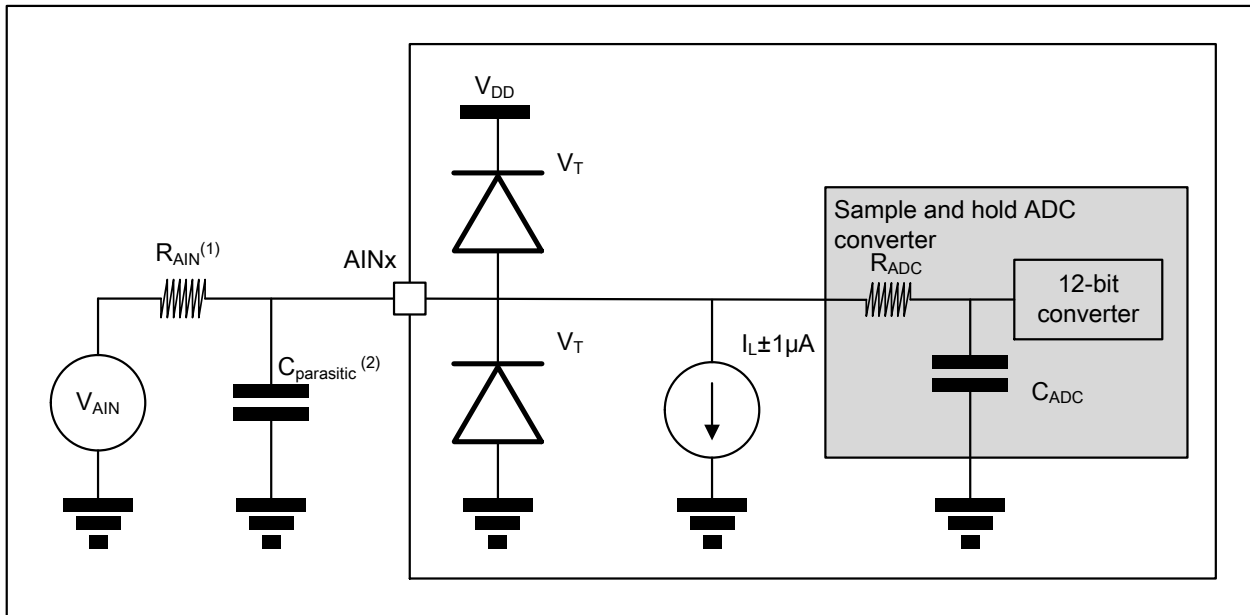 V_DD
V_T
Sample and hold ADC
converter
R_AIN^(1)
AINx
R_ADC
12-bit
converter
V_T
I_L±1µA
C_parasitic^(2)
V_AIN
C_ADC